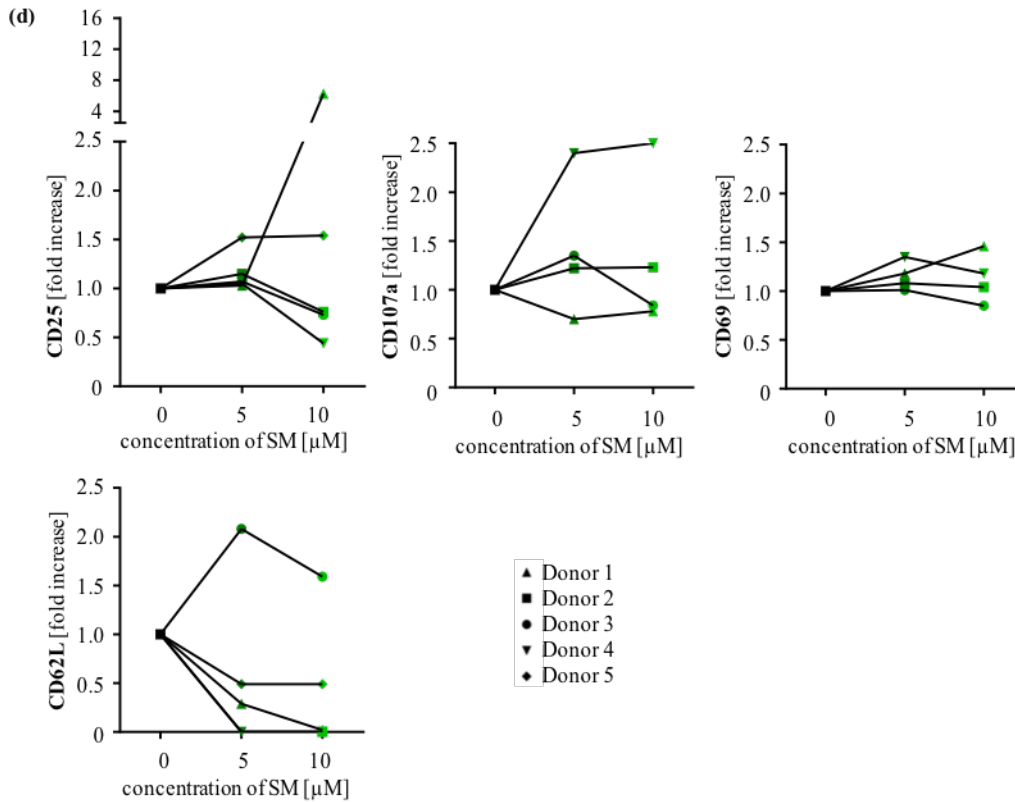 (d)
16
12
8
4
2.5
2.0
1.5
1.0
0.5
0
CD25 [fold increase]
0 5 10
concentration of SM [µM]
2.5
2.0
1.5
1.0
0.5
0
CD107a [fold increase]
0 5 10
concentration of SM [µM]
2.5
2.0
1.5
1.0
0.5
0
CD69 [fold increase]
0 5 10
concentration of SM [µM]
2.5
2.0
1.5
1.0
0.5
0
CD62L [fold increase]
0 5 10
concentration of SM [µM]
Donor 1
Donor 2
Donor 3
Donor 4
Donor 5